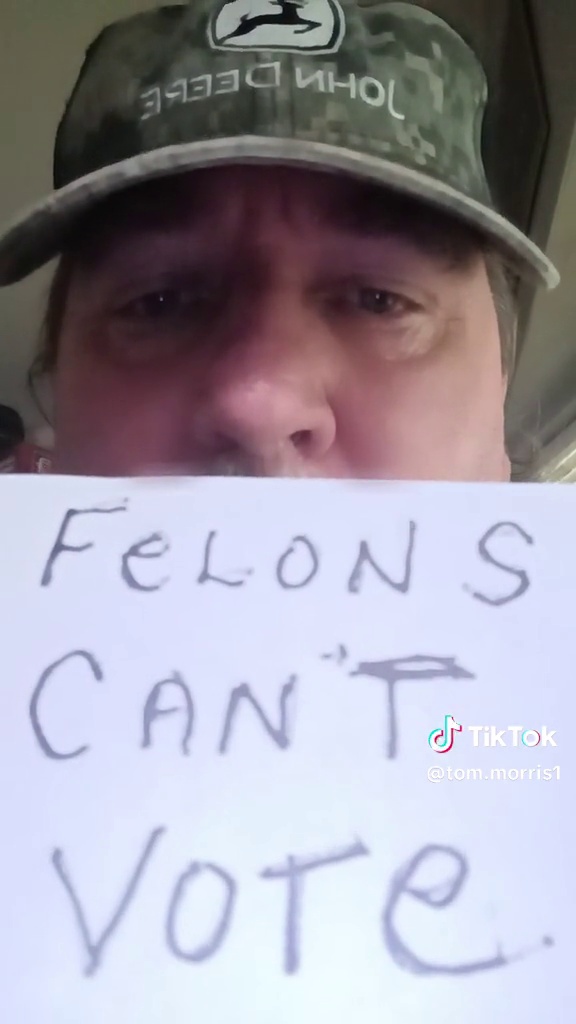 JOHN DEERE
FeLONS
CAN'T
VOTe.
TikTok
@tom.morris1